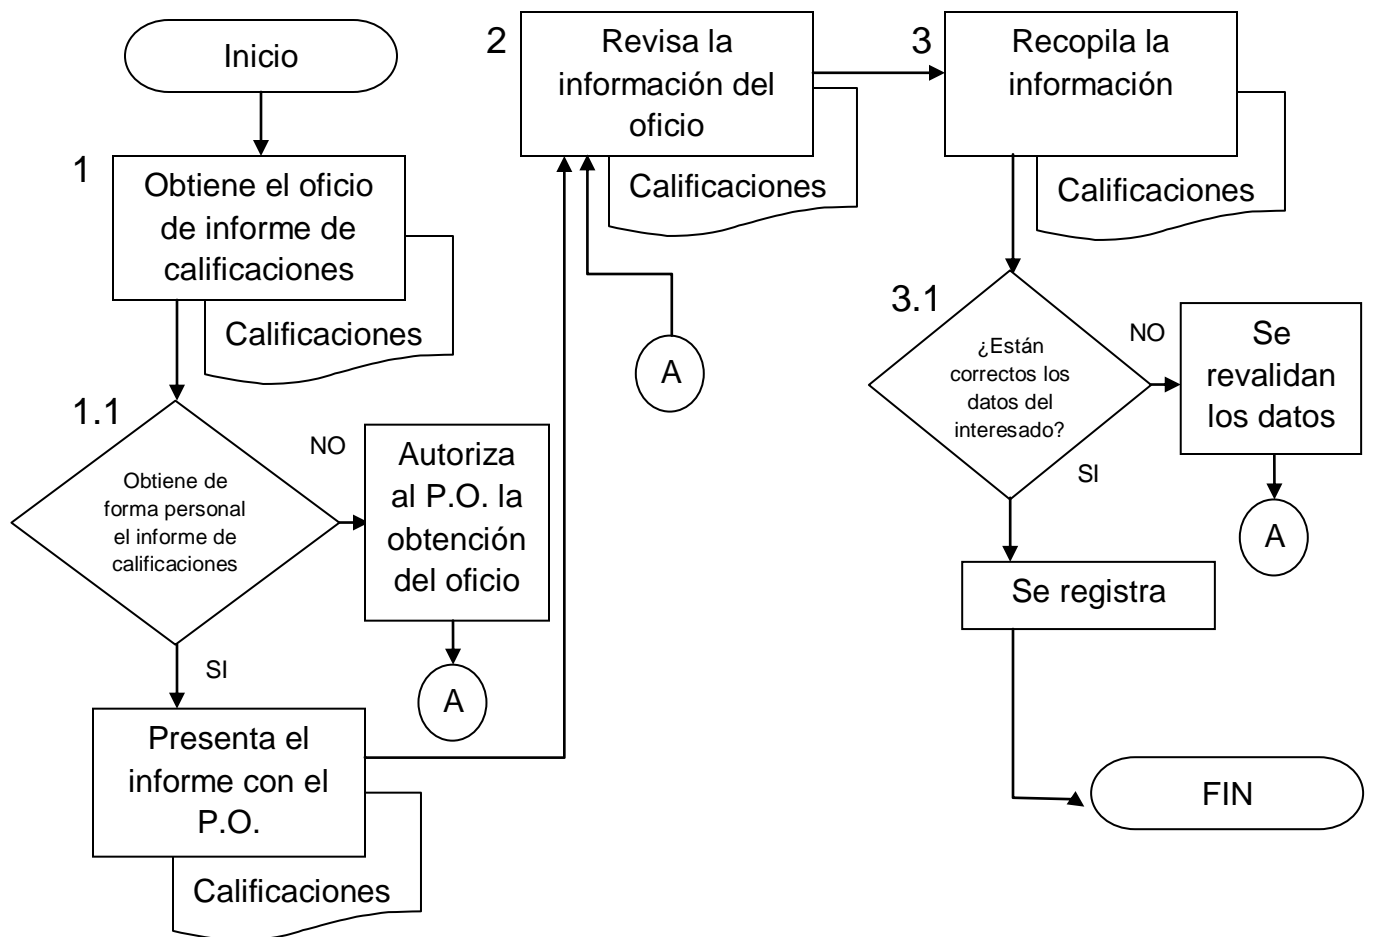 Inicio
1
Obtiene el oficio
de informe de
calificaciones
Calificaciones
1.1
Obtiene de
forma personal
el informe de
calificaciones
NO
Autoriza
al P.O. la
obtención
del oficio
A
SI
Presenta el
informe con el
P.O.
Calificaciones
2
Revisa la
información del
oficio
Calificaciones
A
3
Recopila la
información
Calificaciones
3.1
¿Están
correctos los
datos del
interesado?
NO
Se
revalidan
los datos
A
SI
Se registra
FIN